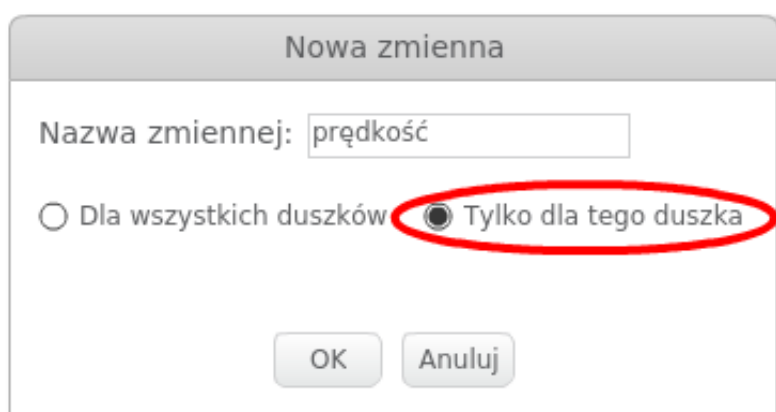 Nowa zmienna
Nazwa zmiennej: prędkość
Dla wszystkich duszków Tylko dla tego duszka
OK Anuluj